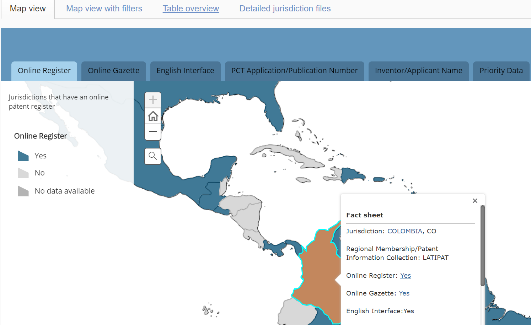 Map view
Map view with filters
Table overview
Detailed jurisdiction files
Online Register
Online Gazette
English Interface
PCT Application/Publication Number
Inventor/Applicant Name
Priority Data
Jurisdictions that have an online
patent register
Online Register
Yes
No
No data available
Fact sheet
Jurisdiction: COLOMBIA, CO
Regional Membership/Patent
Information Collection: LATIPAT
Online Register: Yes
Online Gazette: Yes
English Interface: Yes